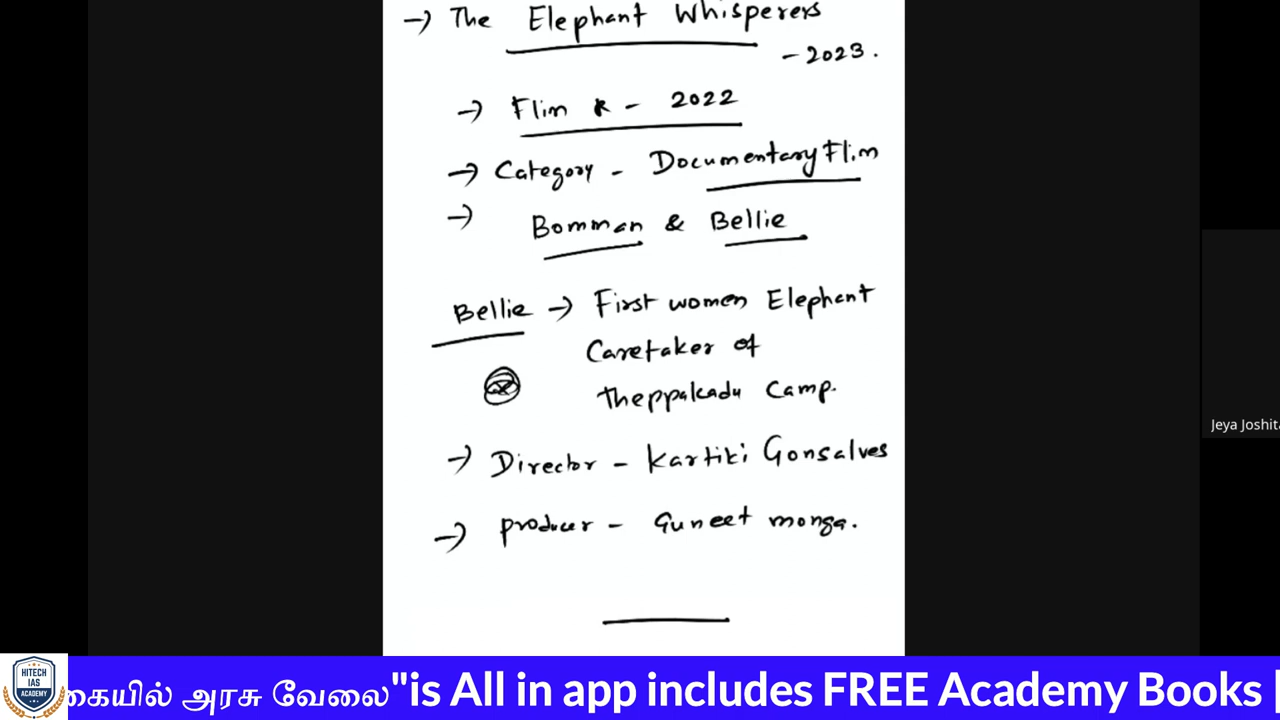 → The Elephant Whisperers
- 2023.
→ Flim - 2022
→ Category - Documentary Flim
→ Bomman & Bellie
Bellie → First women Elephant
Caretaker of
Theppakadu Camp.
→ Director - Kartiki Gonsalves
→ Producer - Guneet monga.
Jeya Joshita
HITECH
IAS
ACADEMY
கையில் அரசு வேலை"is All in app includes FREE Academy Books